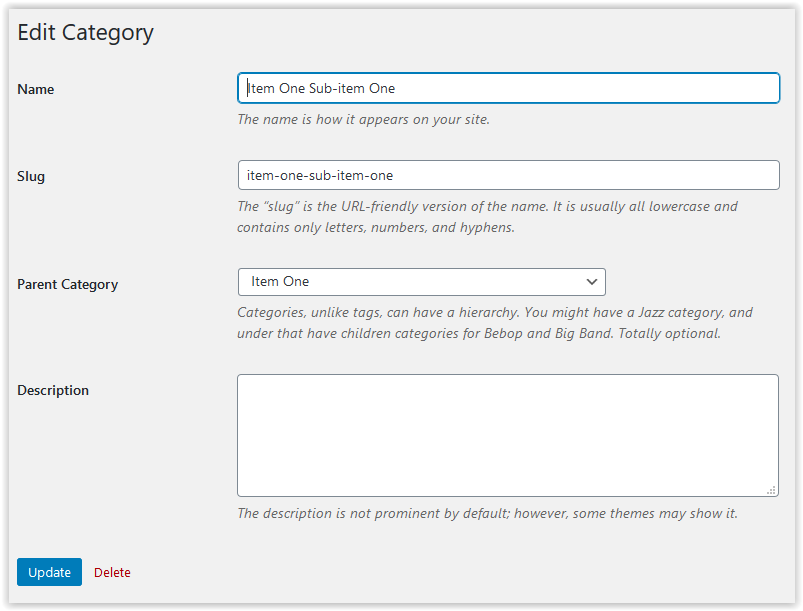 Edit Category
Name
Item One Sub-item One
The name is how it appears on your site.
Slug
item-one-sub-item-one
The “slug” is the URL-friendly version of the name. It is usually all lowercase and
contains only letters, numbers, and hyphens.
Parent Category
Item One
Categories, unlike tags, can have a hierarchy. You might have a Jazz category, and
under that have children categories for Bebop and Big Band. Totally optional.
Description
The description is not prominent by default; however, some themes may show it.
Update Delete